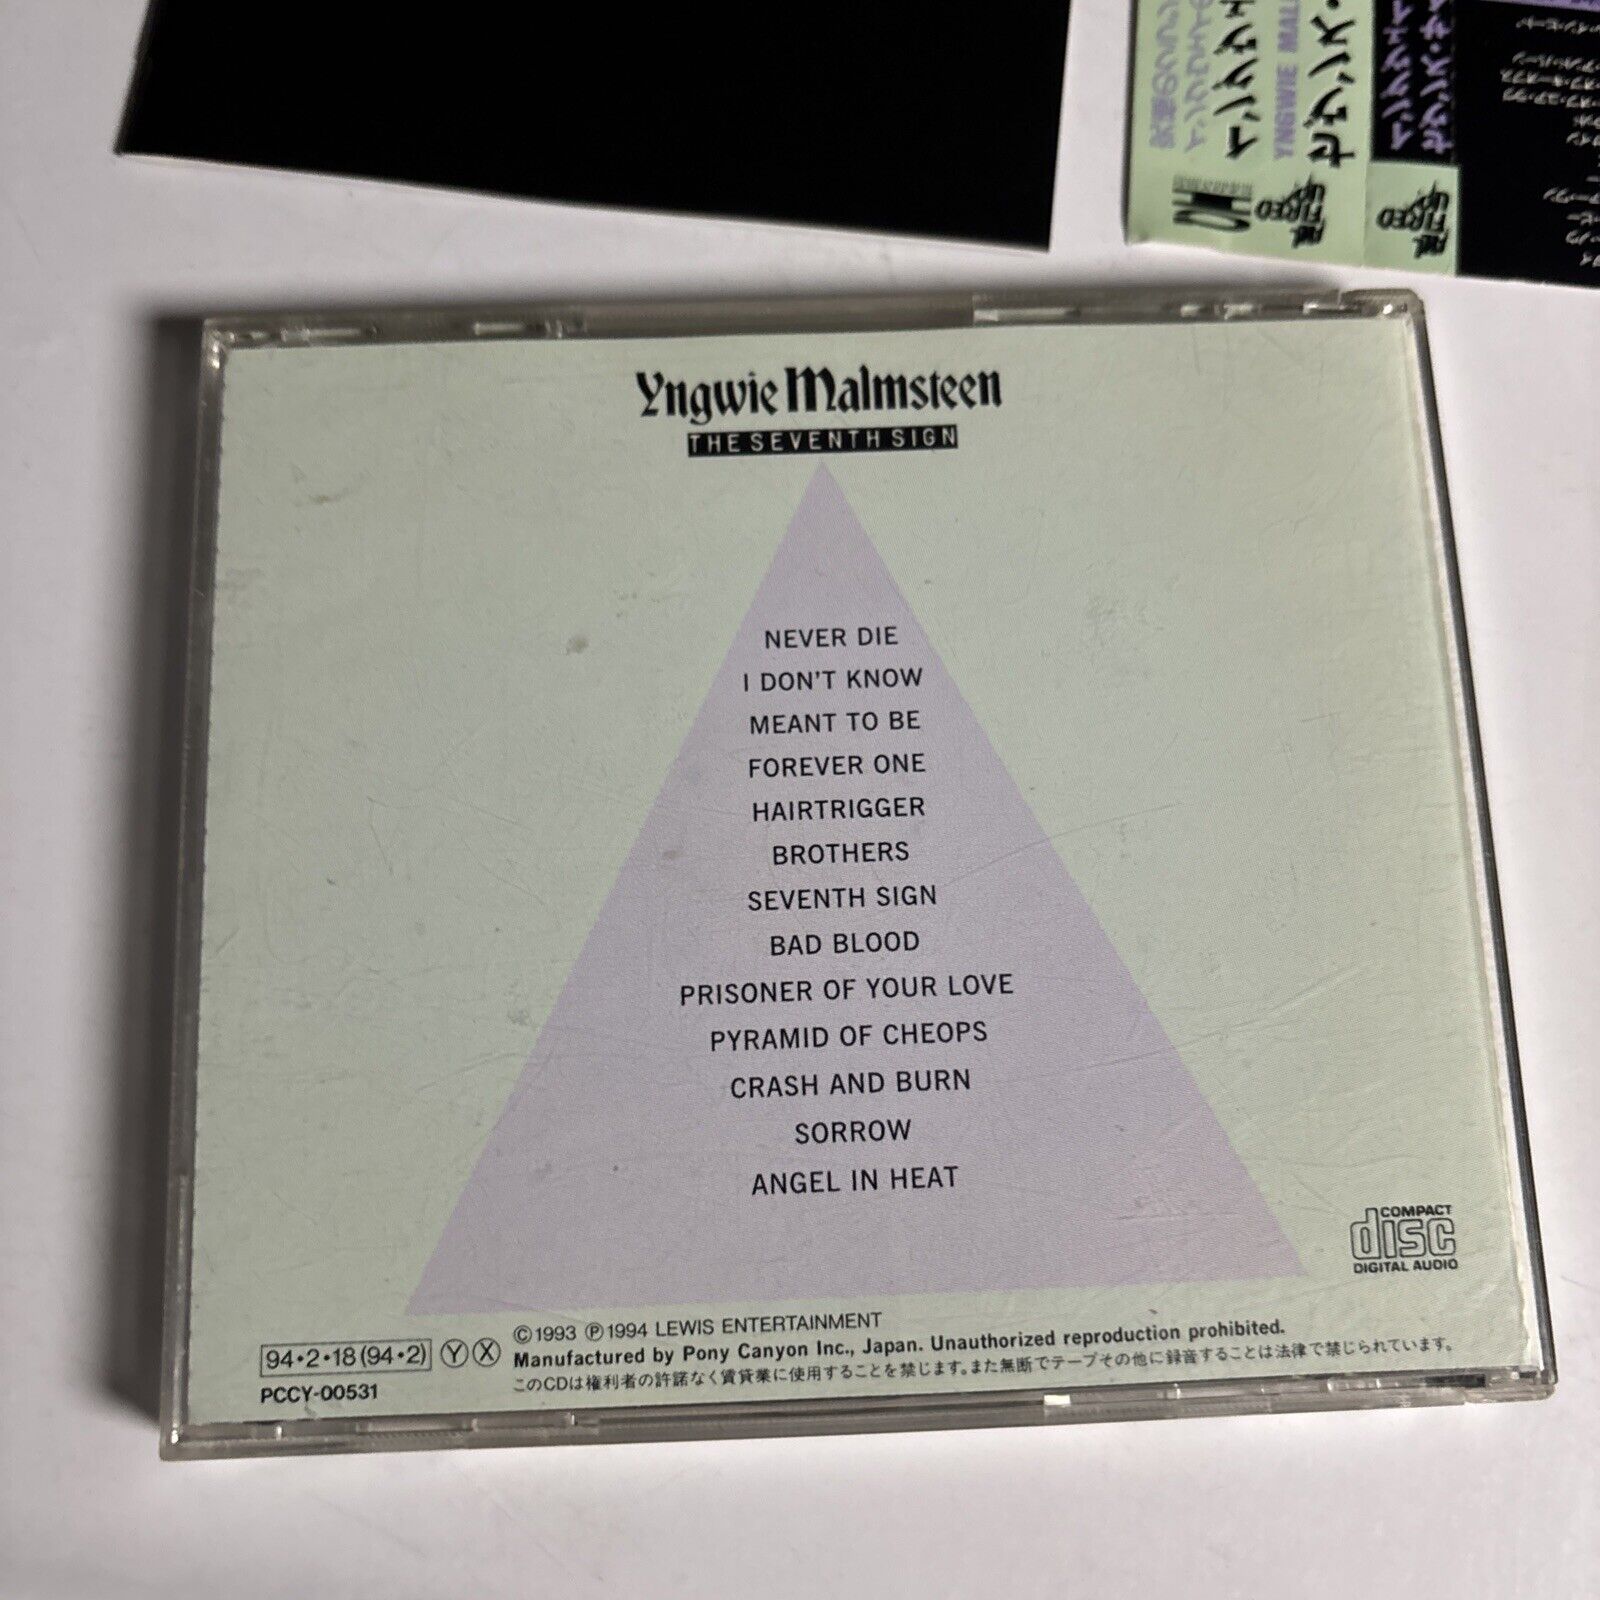 YNGWIE
FIRED UP
FIRED UP
Yngwie Malmsteen
THE SEVENTH SIGN
NEVER DIE
I DON'T KNOW
MEANT TO BE
FOREVER ONE
HAIRTRIGGER
BROTHERS
SEVENTH SIGN
BAD BLOOD
PRISONER OF YOUR LOVE
PYRAMID OF CHEOPS
CRASH AND BURN
SORROW
ANGEL IN HEAT
COMPACT
disc
DIGITAL AUDIO
©1993 ℗1994 LEWIS ENTERTAINMENT
94•2•18(94•2) Ⓨ Ⓧ Manufactured by Pony Canyon Inc., Japan. Unauthorized reproduction prohibited.
PCCY-00531 このCDは権利者の許諾なく賃貸業に使用することを禁じます。また無断でテープその他に録音することは法律で禁じられています。